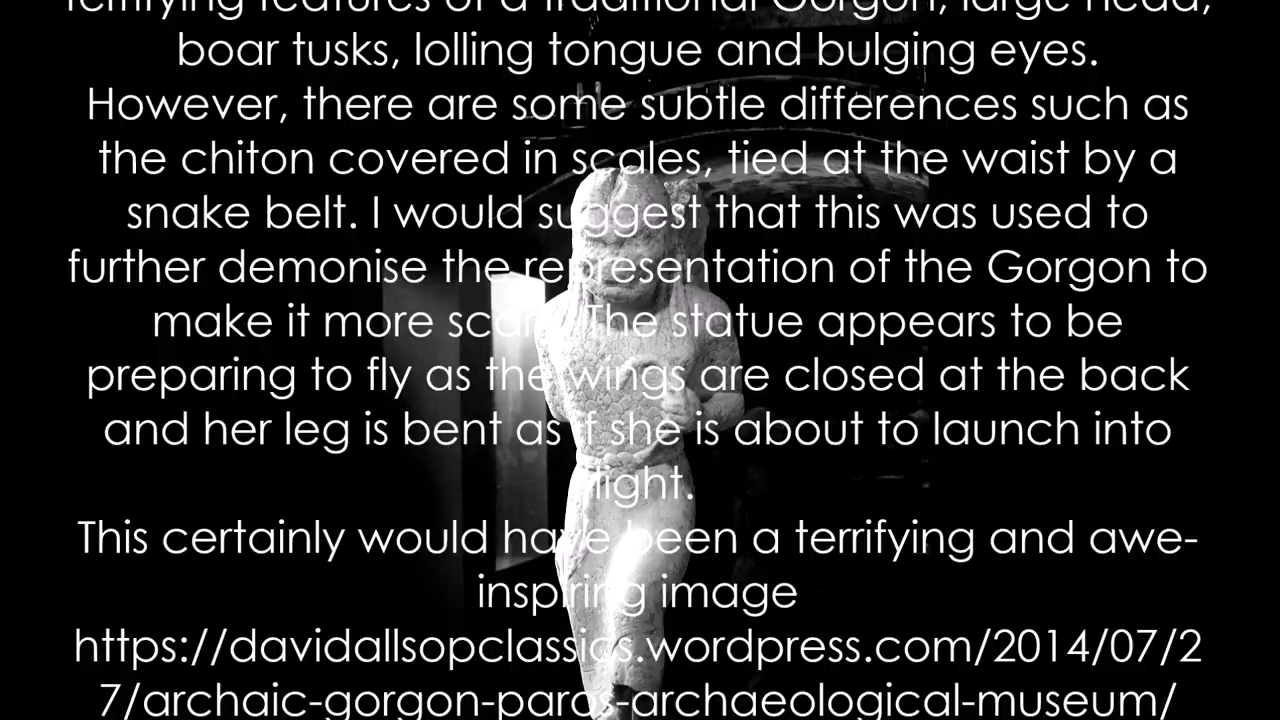 terrifying features of a traditional Gorgon, large head,
boar tusks, lolling tongue and bulging eyes.
However, there are some subtle differences such as
the chiton covered in scales, tied at the waist by a
snake belt. I would suggest that this was used to
further demonise the representation of the Gorgon to
make it more scary. The statue appears to be
preparing to fly as the wings are closed at the back
and her leg is bent as if she is about to launch into
flight.
This certainly would have been a terrifying and awe-
inspiring image
https://davidallsopclassics.wordpress.com/2014/07/2
7/archaic-gorgon-paros-archaeological-museum/